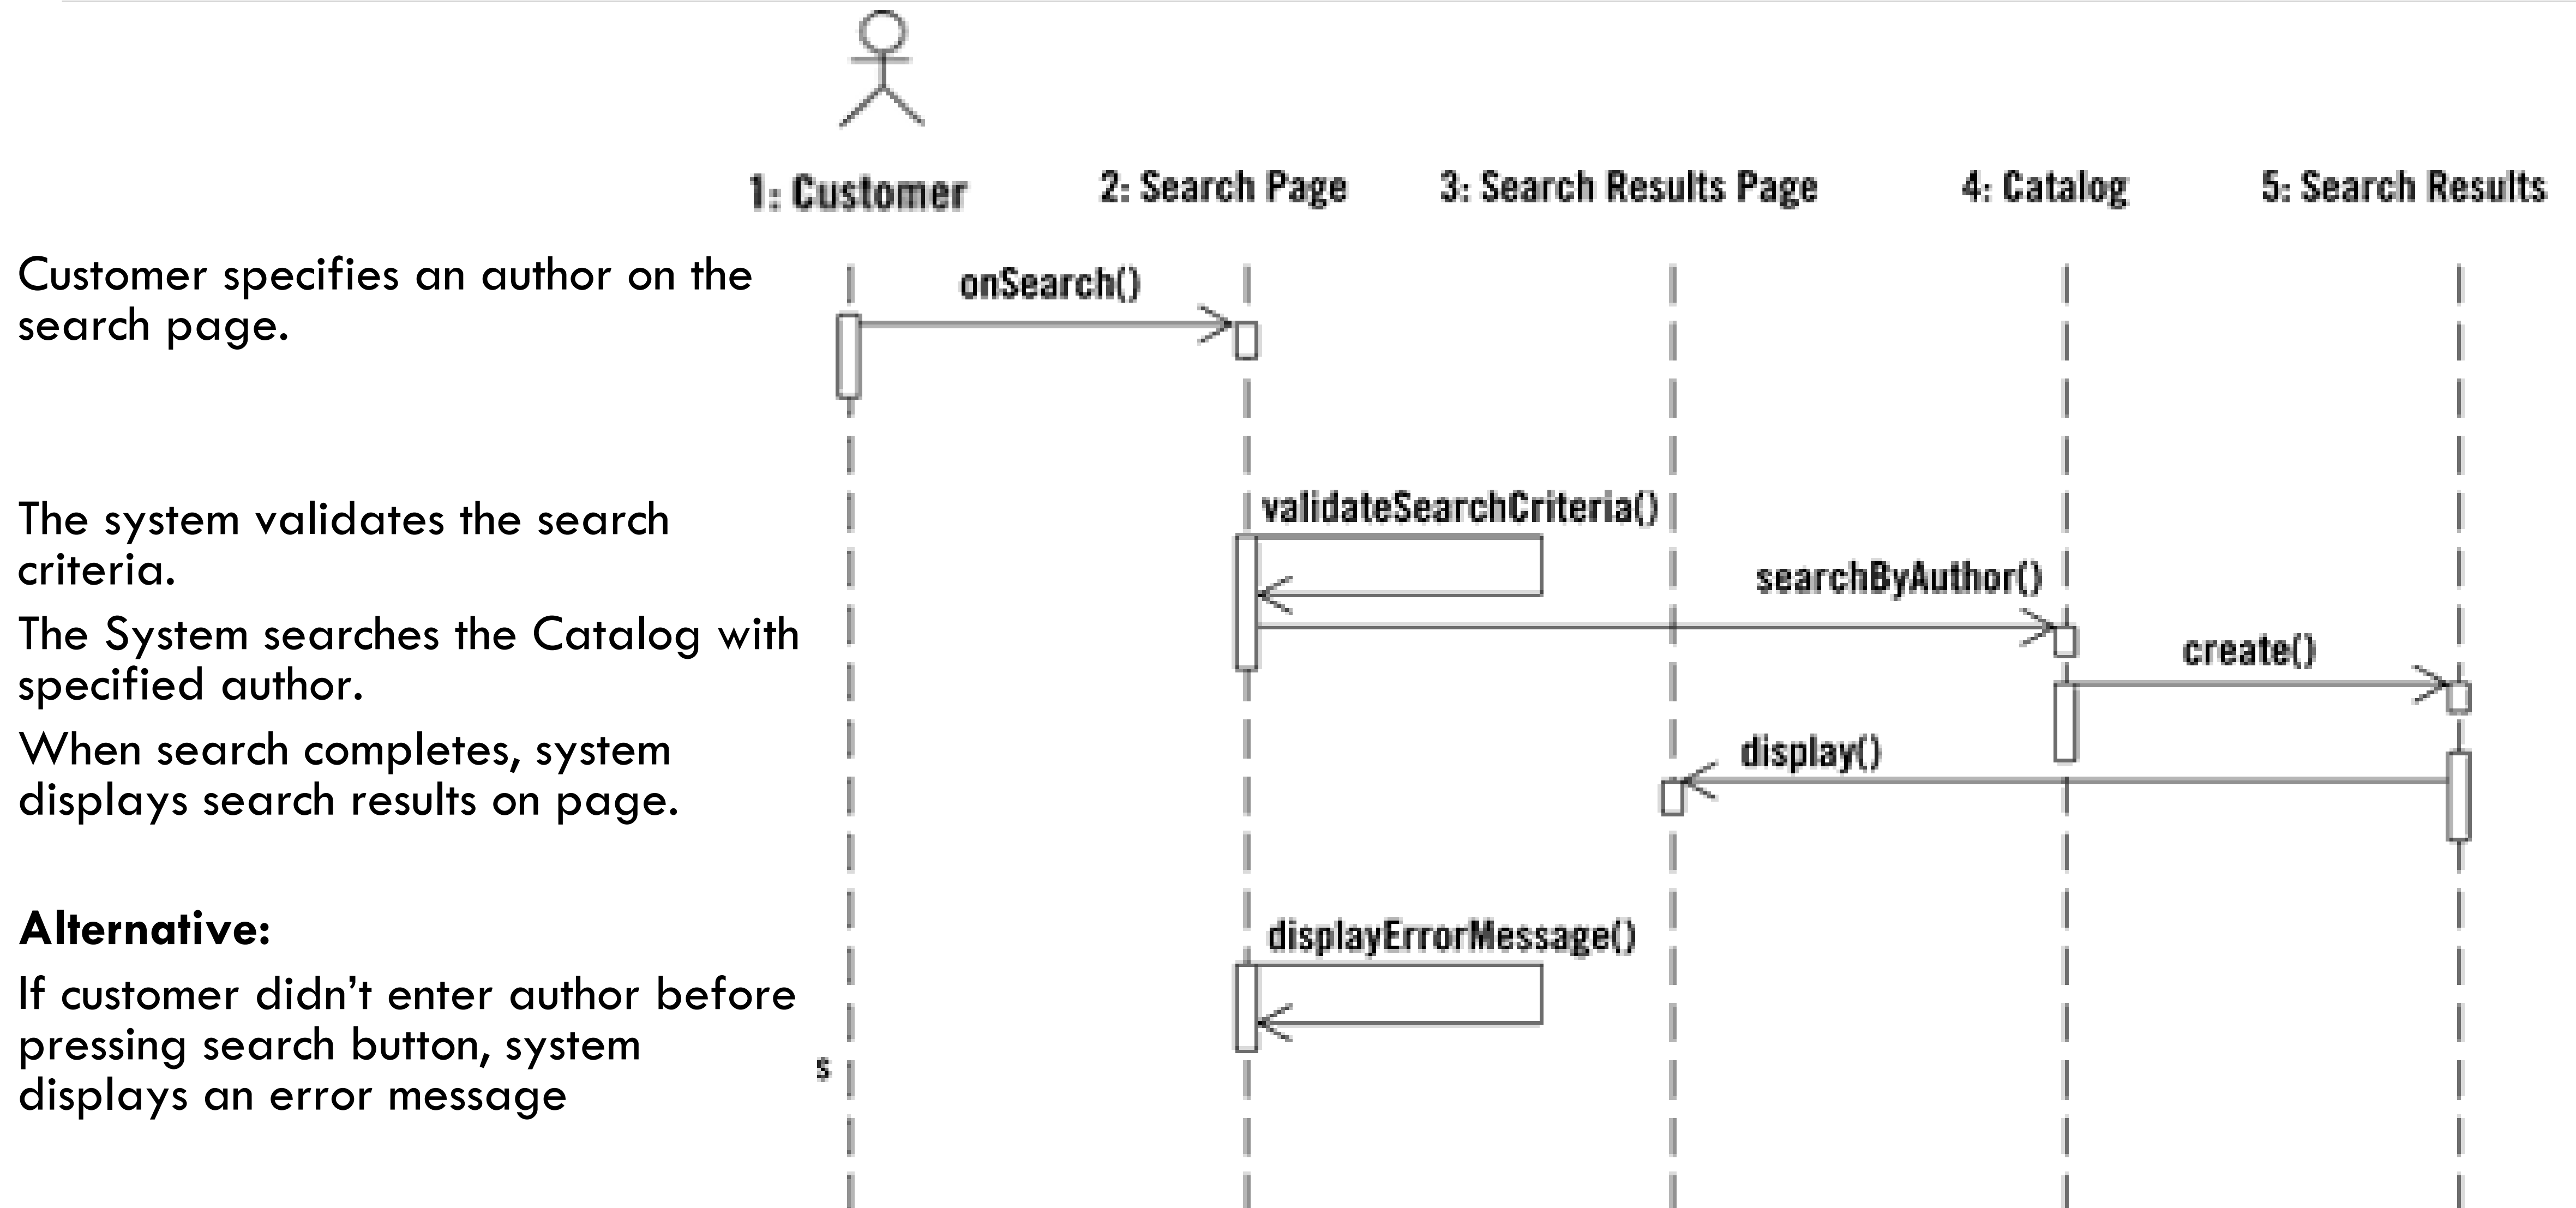 1: Customer
2: Search Page
3: Search Results Page
4: Catalog
5: Search Results
Customer specifies an author on the
search page.
onSearch()
The system validates the search
criteria.
validateSearchCriteria()
searchByAuthor()
The System searches the Catalog with
specified author.
create()
When search completes, system
displays search results on page.
display()
Alternative:
displayErrorMessage()
If customer didn’t enter author before
pressing search button, system
displays an error message
s